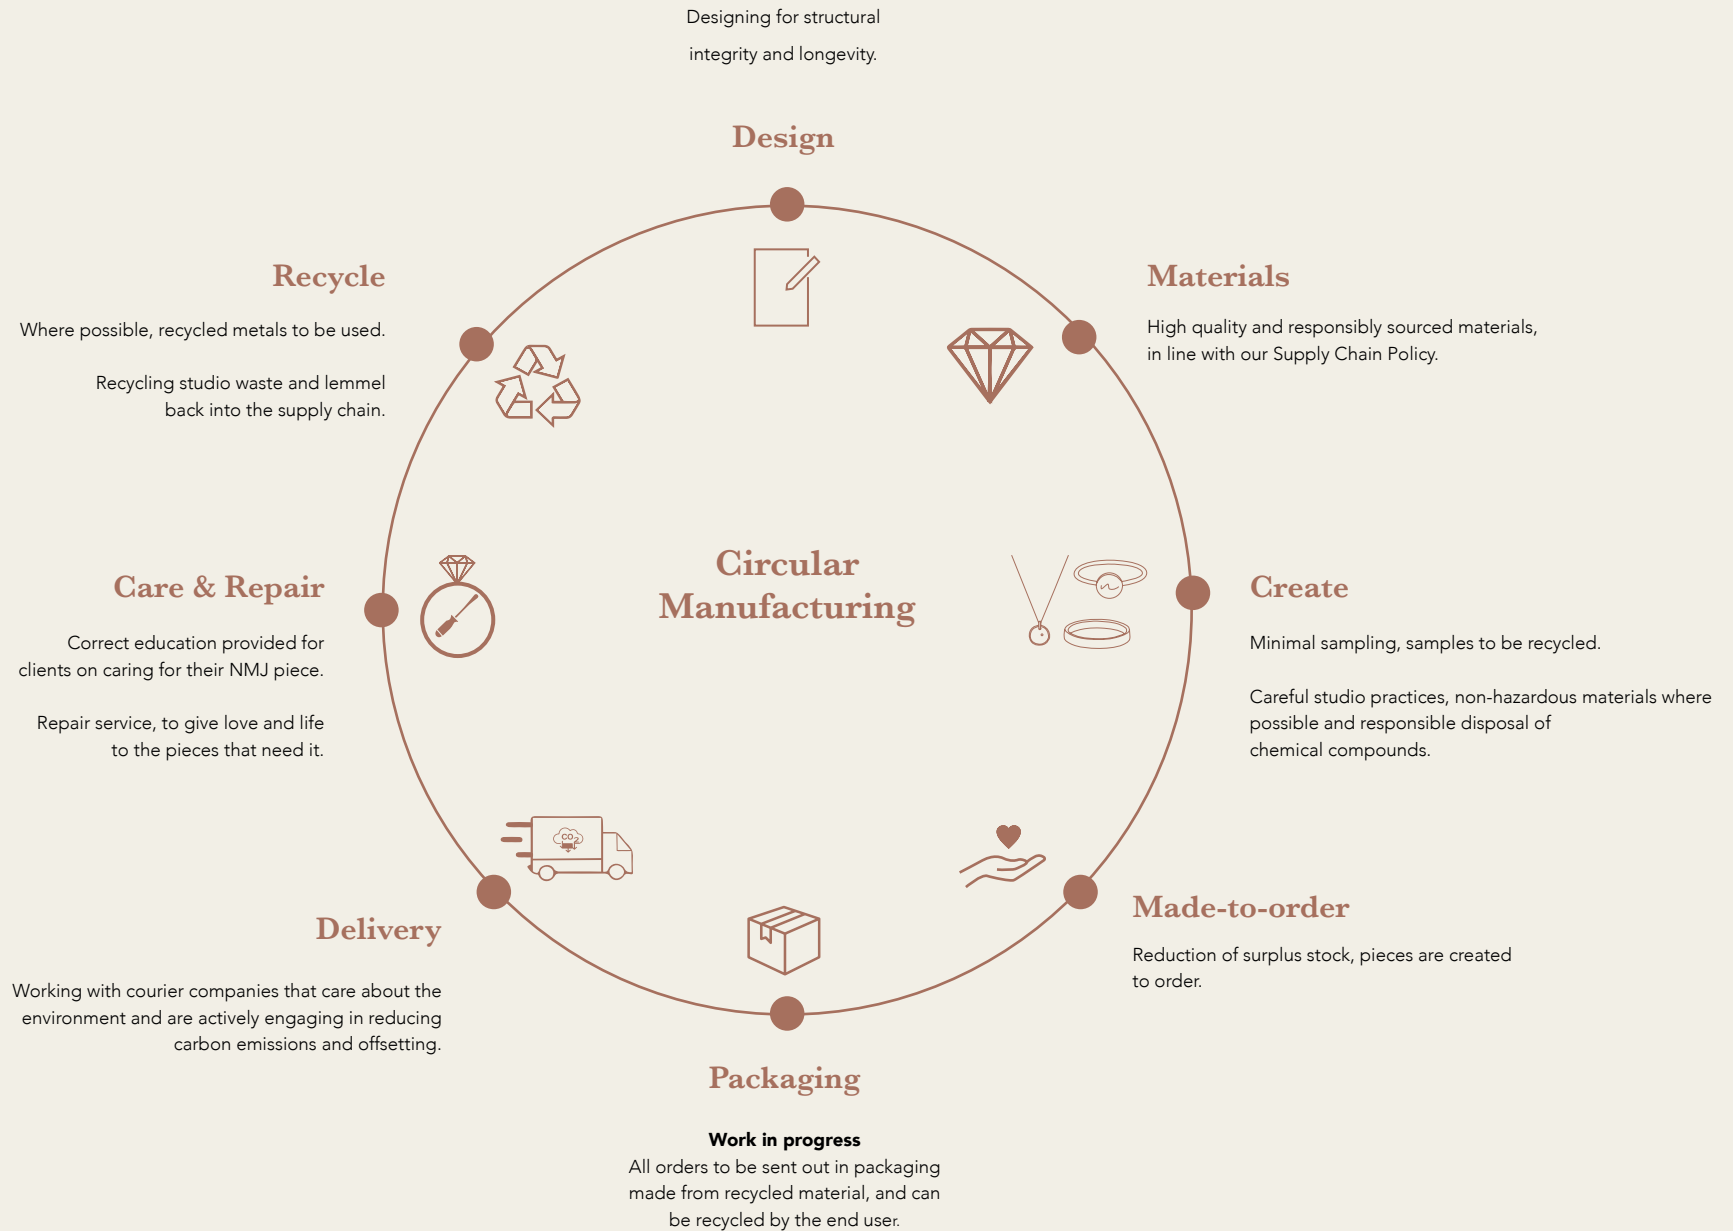 Designing for structural
integrity and longevity.
Design
Materials
High quality and responsibly sourced materials,
in line with our Supply Chain Policy.
Create
Minimal sampling, samples to be recycled.
Careful studio practices, non-hazardous materials where
possible and responsible disposal of
chemical compounds.
Made-to-order
Reduction of surplus stock, pieces are created
to order.
Packaging
Work in progress
All orders to be sent out in packaging
made from recycled material, and can
be recycled by the end user.
Delivery
Working with courier companies that care about the
environment and are actively engaging in reducing
carbon emissions and offsetting.
CO2
Care & Repair
Correct education provided for
clients on caring for their NMJ piece.
Repair service, to give love and life
to the pieces that need it.
Recycle
Where possible, recycled metals to be used.
Recycling studio waste and lemmel
back into the supply chain.
Circular
Manufacturing